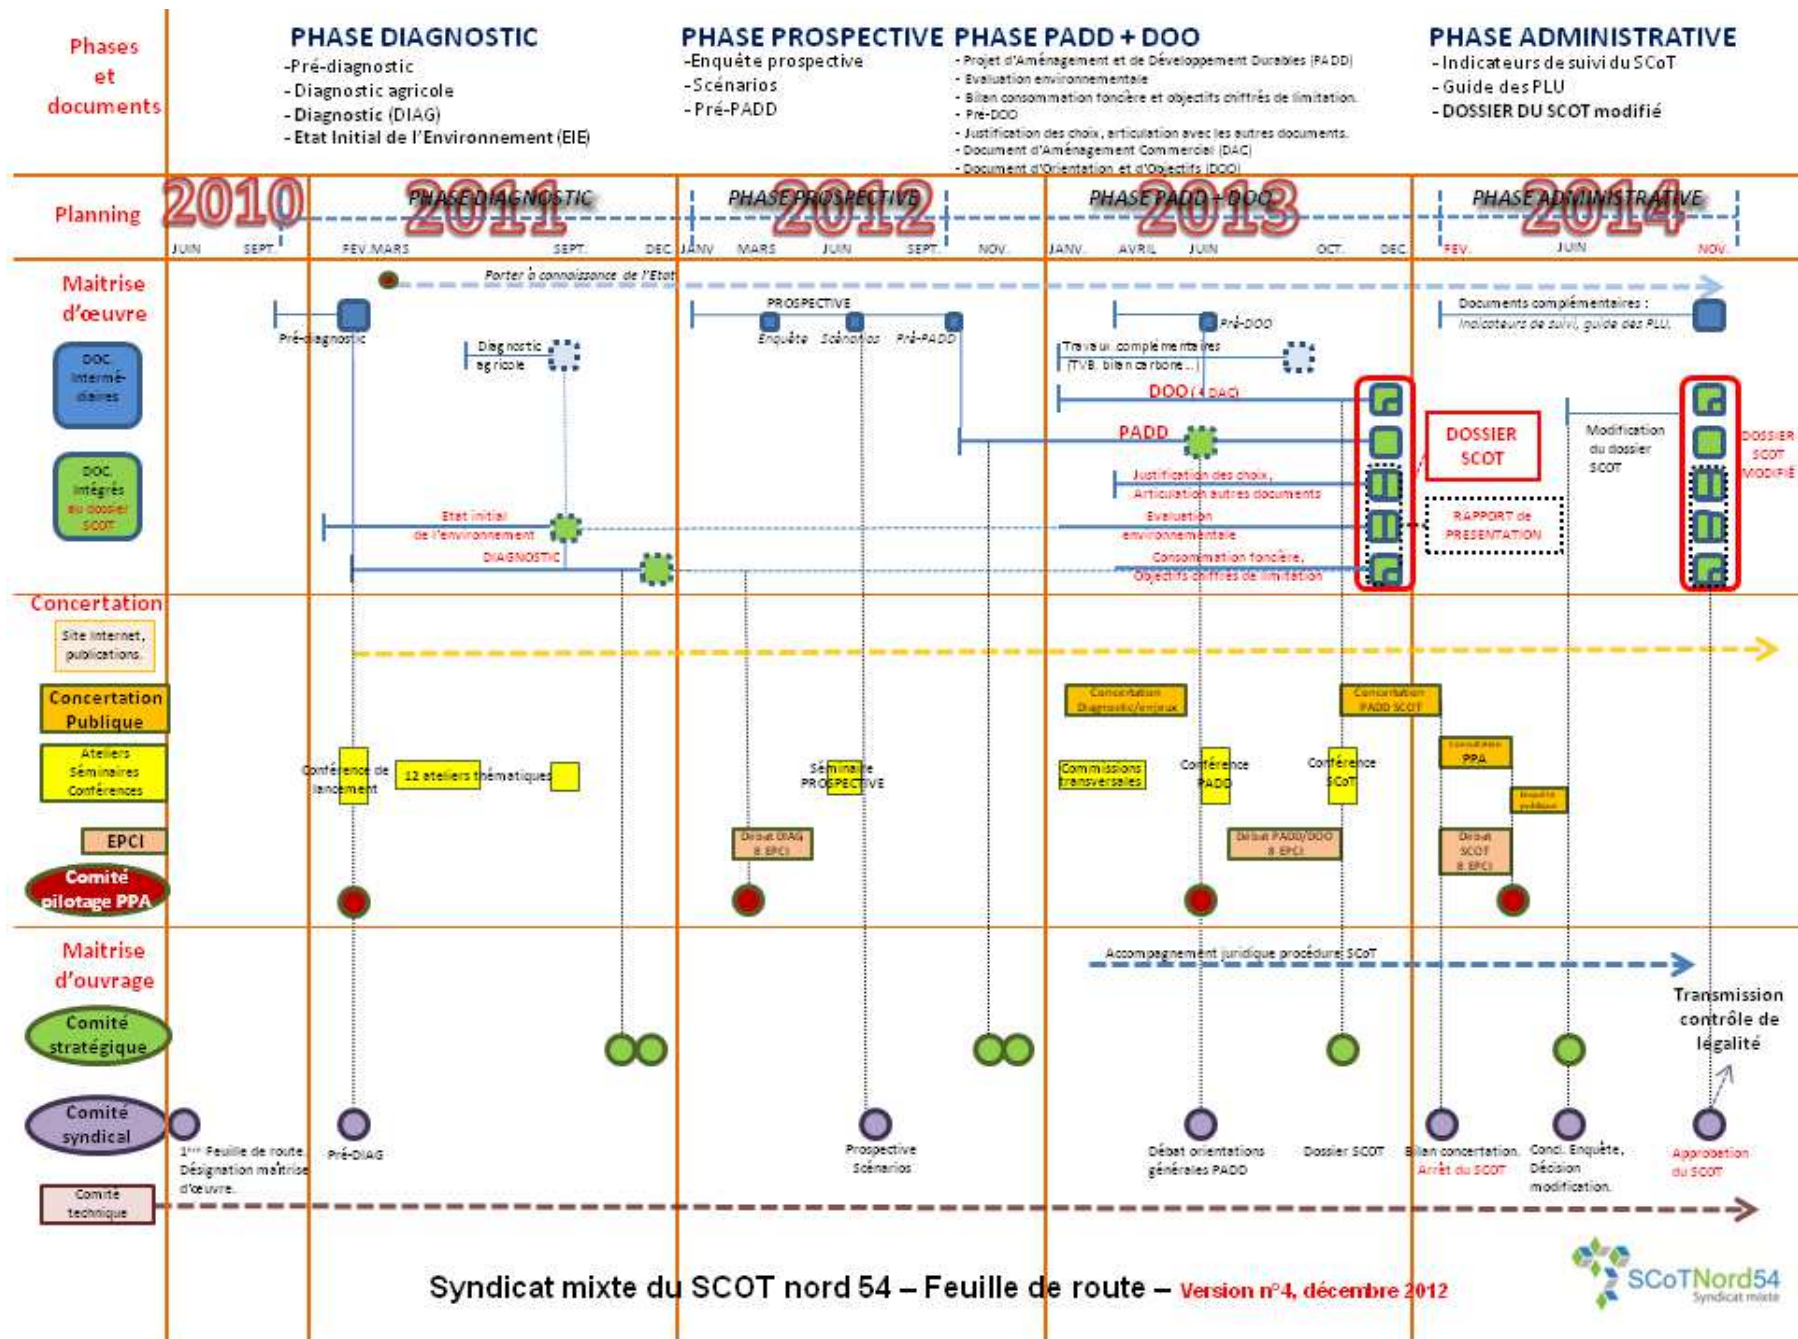 Phases
et
documents
PHASE DIAGNOSTIC
-Pré-diagnostic
- Diagnostic agricole
- Diagnostic (DIAG)
- Etat Initial de l'Environnement (EIE)
PHASE PROSPECTIVE
-Enquête prospective
-Scénarios
- Pré-PADD
PHASE PADD + DOO
- Projet d'Aménagement et de Développement Durables (PADD)
- Evaluation environnementale
- Bilan consommation foncière et objectifs chiffrés de limitation.
- Pré-DOO
- Justification des choix, articulation avec les autres documents.
- Document d'Aménagement Commercial (DAC)
- Document d'Orientation et d'Objectifs (DOO)
PHASE ADMINISTRATIVE
- Indicateurs de suivi du SCoT
- Guide des PLU
- DOSSIER DU SCOT modifié
Planning
2010
2011
2012
2013
2014
PHASE DIAGNOSTIC
PHASE PROSPECTIVE
PHASE PADD + DOO
PHASE ADMINISTRATIVE
JUIN SEPT. FEV. MARS SEPT. DEC. JANV MARS JUIN SEPT. NOV. JANV. AVRIL JUIN OCT. DEC. FEV. JUIN NOV.
Maitrise
d'œuvre
Porter à connaissance de l'Etat
Pré-diagnostic
PROSPECTIVE
Enquête Scénarios Pré-PADD
Pré-DOO
Documents complémentaires :
Indicateurs de suivi, guide des PLU.
DOC.
Intermé-
diaires
Diagnostic
agricole
Travaux complémentaires
(TVB, bilan carbone...)
DOO (+ DAC)
PADD
DOSSIER
SCOT
Modification
du dossier
SCOT
DOSSIER
SCOT
MODIFIÉ
DOC.
Intégrés
au dossier
SCOT
Justification des choix,
Articulation autres documents
Etat initial
de l'environnement
Evaluation
environnementale
RAPPORT de
PRESENTATION
DIAGNOSTIC
Consommation foncière,
Objectifs chiffrés de limitation
Concertation
Site Internet,
publications.
Concertation
Publique
Concertation
Diagnostic/enjeux
Concertation
PADD SCOT
Ateliers
Séminaires
Conférences
Conférence de
lancement
12 ateliers thématiques
Séminaire
PROSPECTIVE
Commissions
transversales
Conférence
PADD
Conférence
SCoT
PPA
Enquête
publique
EPCI
Débat DIAG
8 EPCI
Débat PADD/DOO
8 EPCI
Débat
SCOT
8 EPCI
Comité
pilotage PPA
Maitrise
d'ouvrage
Accompagnement juridique procédure SCoT
Transmission
contrôle de
légalité
Comité
stratégique
Comité
syndical
1ère Feuille de route.
Désignation maîtrise
d'œuvre.
Pré-DIAG
Prospective
Scénarios
Débat orientations
générales PADD
Dossier SCOT
Bilan concertation.
Arrêt du SCOT
Concl. Enquête,
Décision
modification.
Approbation
du SCOT
Comité
technique
Syndicat mixte du SCOT nord 54 – Feuille de route – Version n°4, décembre 2012
SCoTNord54
Syndicat mixte